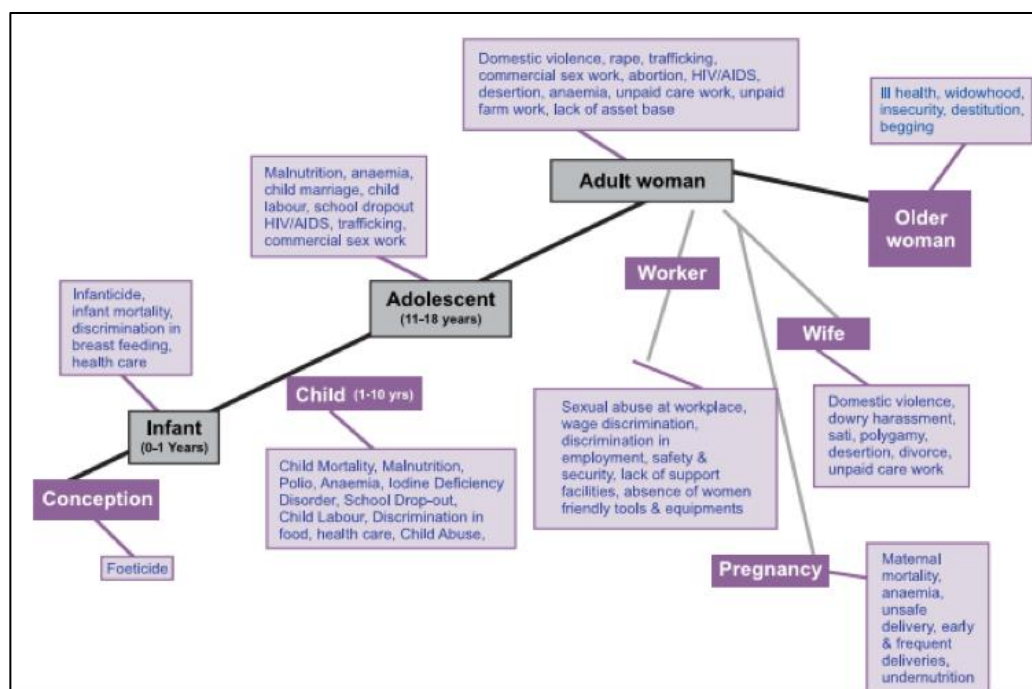 Domestic violence, rape, trafficking,
commercial sex work, abortion, HIV/AIDS,
desertion, anaemia, unpaid care work, unpaid
farm work, lack of asset base
Ill health, widowhood,
insecurity, destitution,
begging
Adult woman
Malnutrition, anaemia,
child marriage, child
labour, school dropout
HIV/AIDS, trafficking,
commercial sex work
Older
woman
Worker
Adolescent
(11-18 years)
Infanticide,
infant mortality,
discrimination in
breast feeding,
health care
Wife
Child (1-10 yrs)
Sexual abuse at workplace,
wage discrimination,
discrimination in
employment, safety &
security, lack of support
facilities, absence of women
friendly tools & equipments
Domestic violence,
dowry harassment,
sati, polygamy,
desertion, divorce,
unpaid care work
Infant
(0-1 Years)
Child Mortality, Malnutrition,
Polio, Anaemia, Iodine Deficiency
Disorder, School Drop-out,
Child Labour, Discrimination in
food, health care, Child Abuse,
Conception
Foeticide
Pregnancy
Maternal
mortality,
anaemia,
unsafe
delivery, early
& frequent
deliveries,
undernutrition